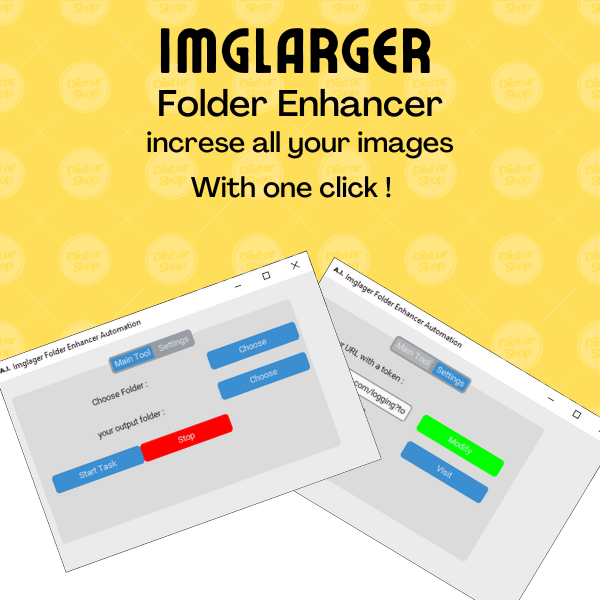 IMGLARGER
Folder Enhancer
increse all your images
With one click !
A.I. Imglager Folder Enhancer Automation
Main Tool Settings
Choose Folder :
Choose
your output folder :
Choose
Start Task
Stop
A.I. Imglager Folder Enhancer Automation
Main Tool Settings
ur URL with a token :
com/logging?to
Modify
Visit